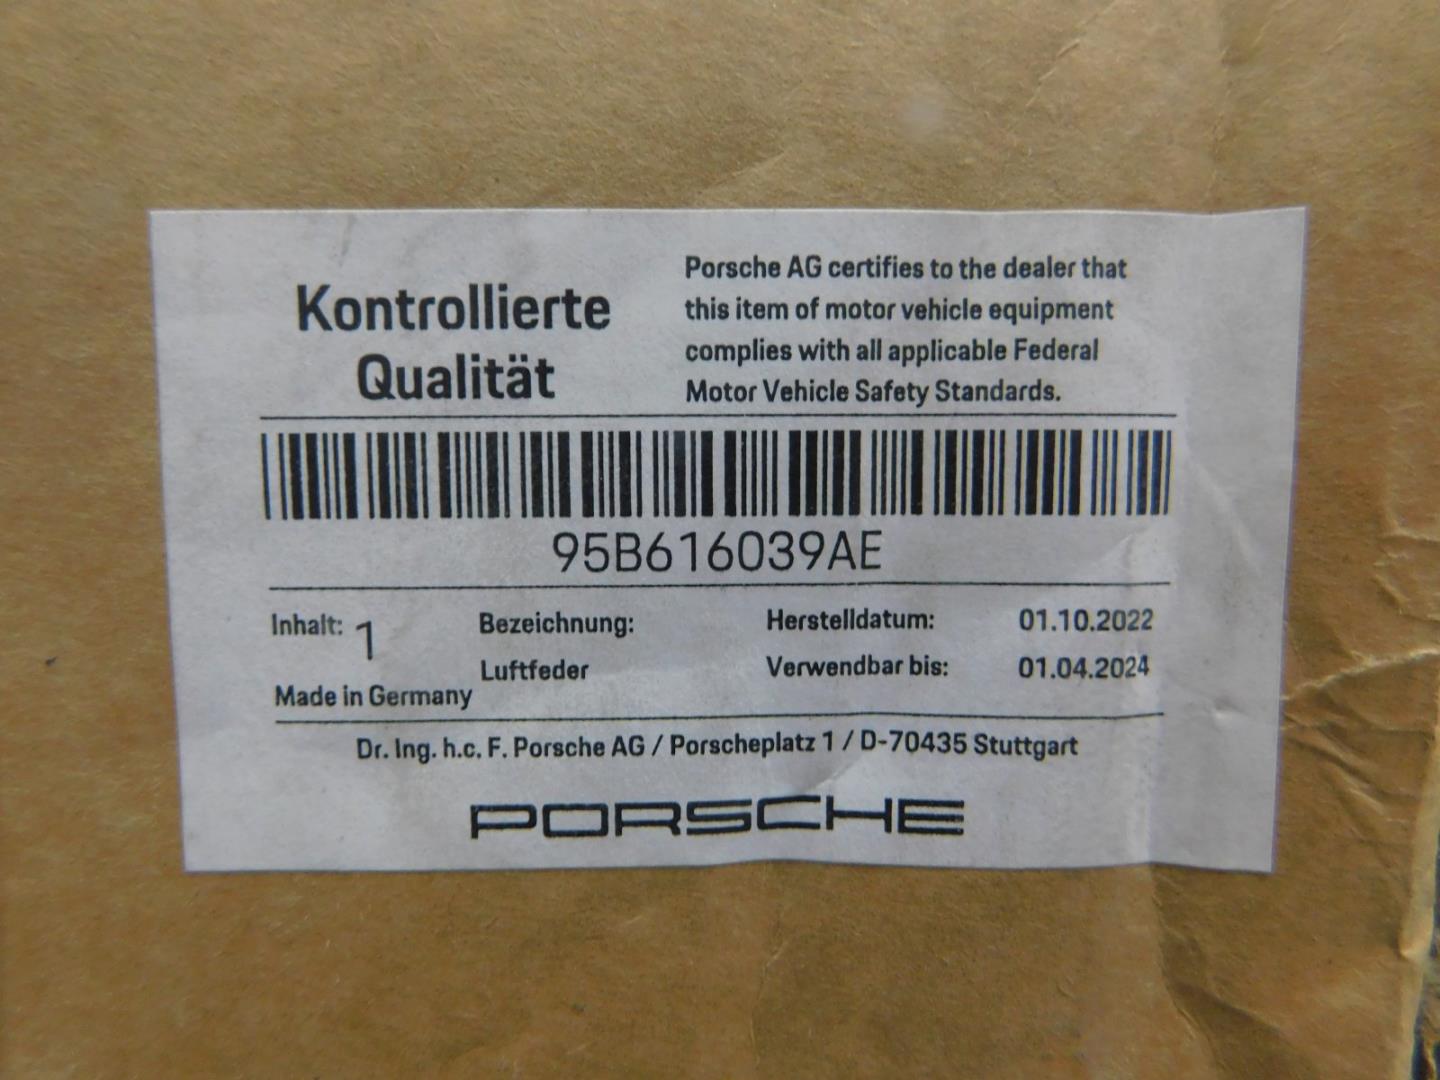 Kontrollierte
Qualität
Porsche AG certifies to the dealer that
this item of motor vehicle equipment
complies with all applicable Federal
Motor Vehicle Safety Standards.
95B616039AE
Inhalt: 1
Made in Germany
Bezeichnung:
Luftfeder
Herstelldatum: 01.10.2022
Verwendbar bis: 01.04.2024
Dr. Ing. h.c. F. Porsche AG / Porscheplatz 1 / D-70435 Stuttgart
PORSCHE